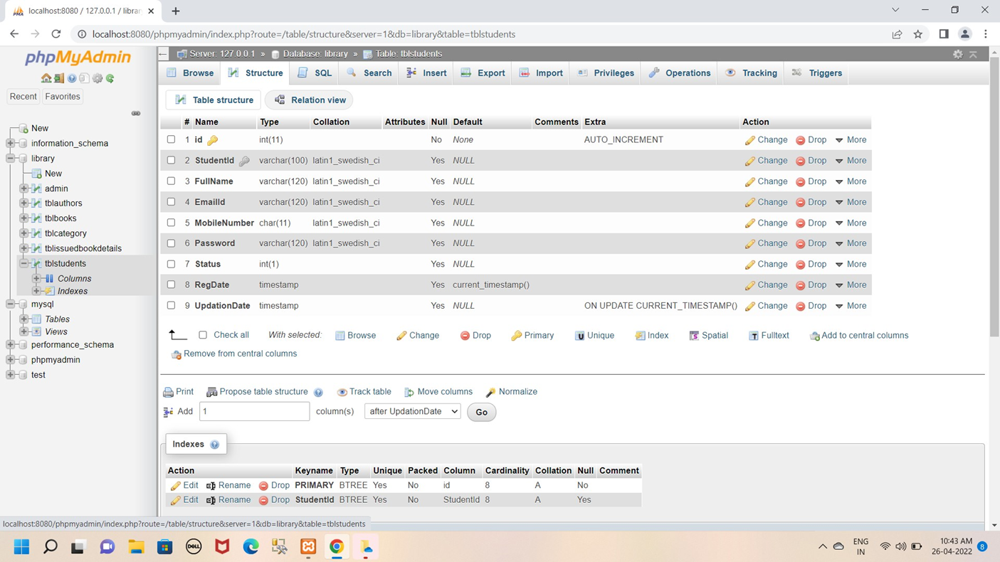 localhost:8080 / 127.0.0.1 / librar
localhost:8080/phpmyadmin/index.php?route=/table/structure&server=1&db=library&table=tblstudents
phpMyAdmin
Recent Favorites
New
information_schema
library
New
admin
tblauthors
tblbooks
tblcategory
tblissuedbookdetails
tblstudents
Columns
Indexes
mysql
Tables
Views
performance_schema
phpmyadmin
test
Server: 127.0.0.1 » Database: library » Table: tblstudents
Browse Structure SQL Search Insert Export Import Privileges Operations Tracking Triggers
Table structure Relation view
# Name Type Collation Attributes Null Default Comments Extra Action
1 id int(11) No None AUTO_INCREMENT Change Drop More
2 StudentId varchar(100) latin1_swedish_ci Yes NULL Change Drop More
3 FullName varchar(120) latin1_swedish_ci Yes NULL Change Drop More
4 EmailId varchar(120) latin1_swedish_ci Yes NULL Change Drop More
5 MobileNumber char(11) latin1_swedish_ci Yes NULL Change Drop More
6 Password varchar(120) latin1_swedish_ci Yes NULL Change Drop More
7 Status int(1) Yes NULL Change Drop More
8 RegDate timestamp Yes current_timestamp() Change Drop More
9 UpdationDate timestamp Yes NULL ON UPDATE CURRENT_TIMESTAMP() Change Drop More
Check all With selected: Browse Change Drop Primary Unique Index Spatial Fulltext Add to central columns
Remove from central columns
Print Propose table structure Track table Move columns Normalize
Add 1 column(s) after UpdationDate Go
Indexes
Action Keyname Type Unique Packed Column Cardinality Collation Null Comment
Edit Rename Drop PRIMARY BTREE Yes No id 8 A No
Edit Rename Drop StudentId BTREE Yes No StudentId 8 A Yes
localhost:8080/phpmyadmin/index.php?route=/table/structure&server=1&db=library&table=tblstudents
DELL
ENG
IN
10:43 AM
26-04-2022
8